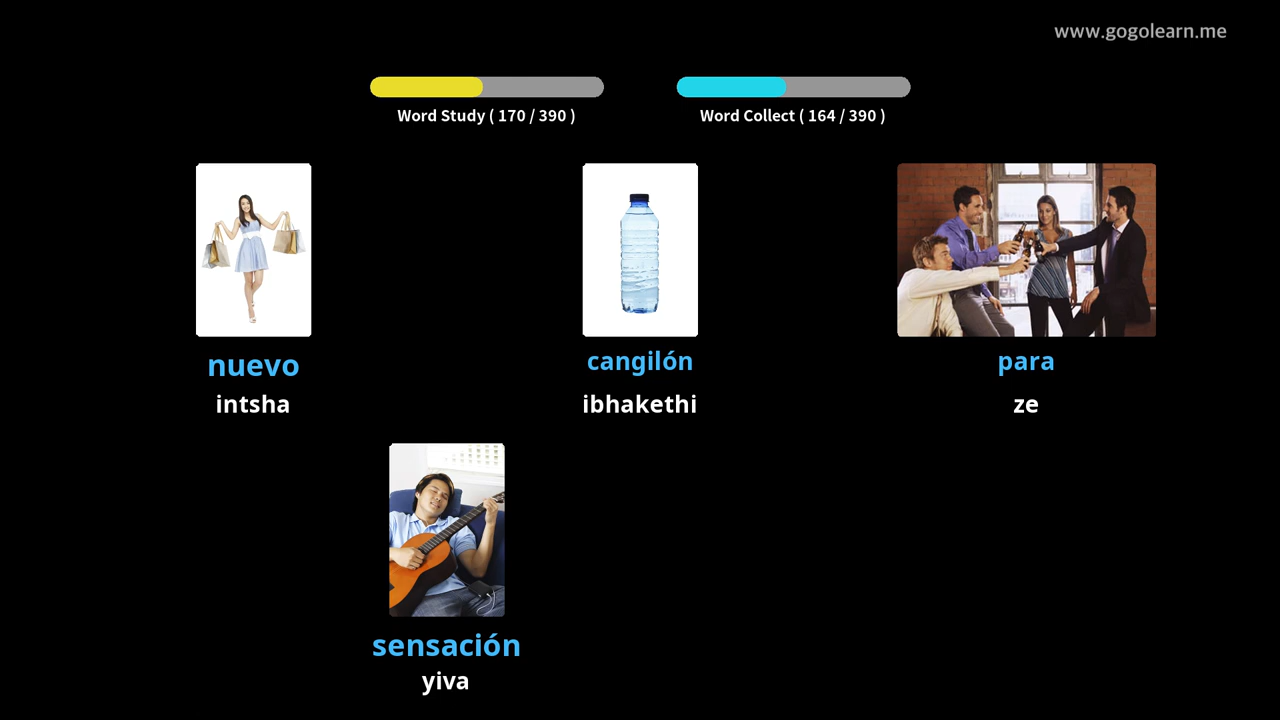 www.gogolearn.me
Word Study ( 170 / 390 )
Word Collect ( 164 / 390 )
nuevo
intsha
cangilón
ibhakethi
para
ze
sensación
yiva